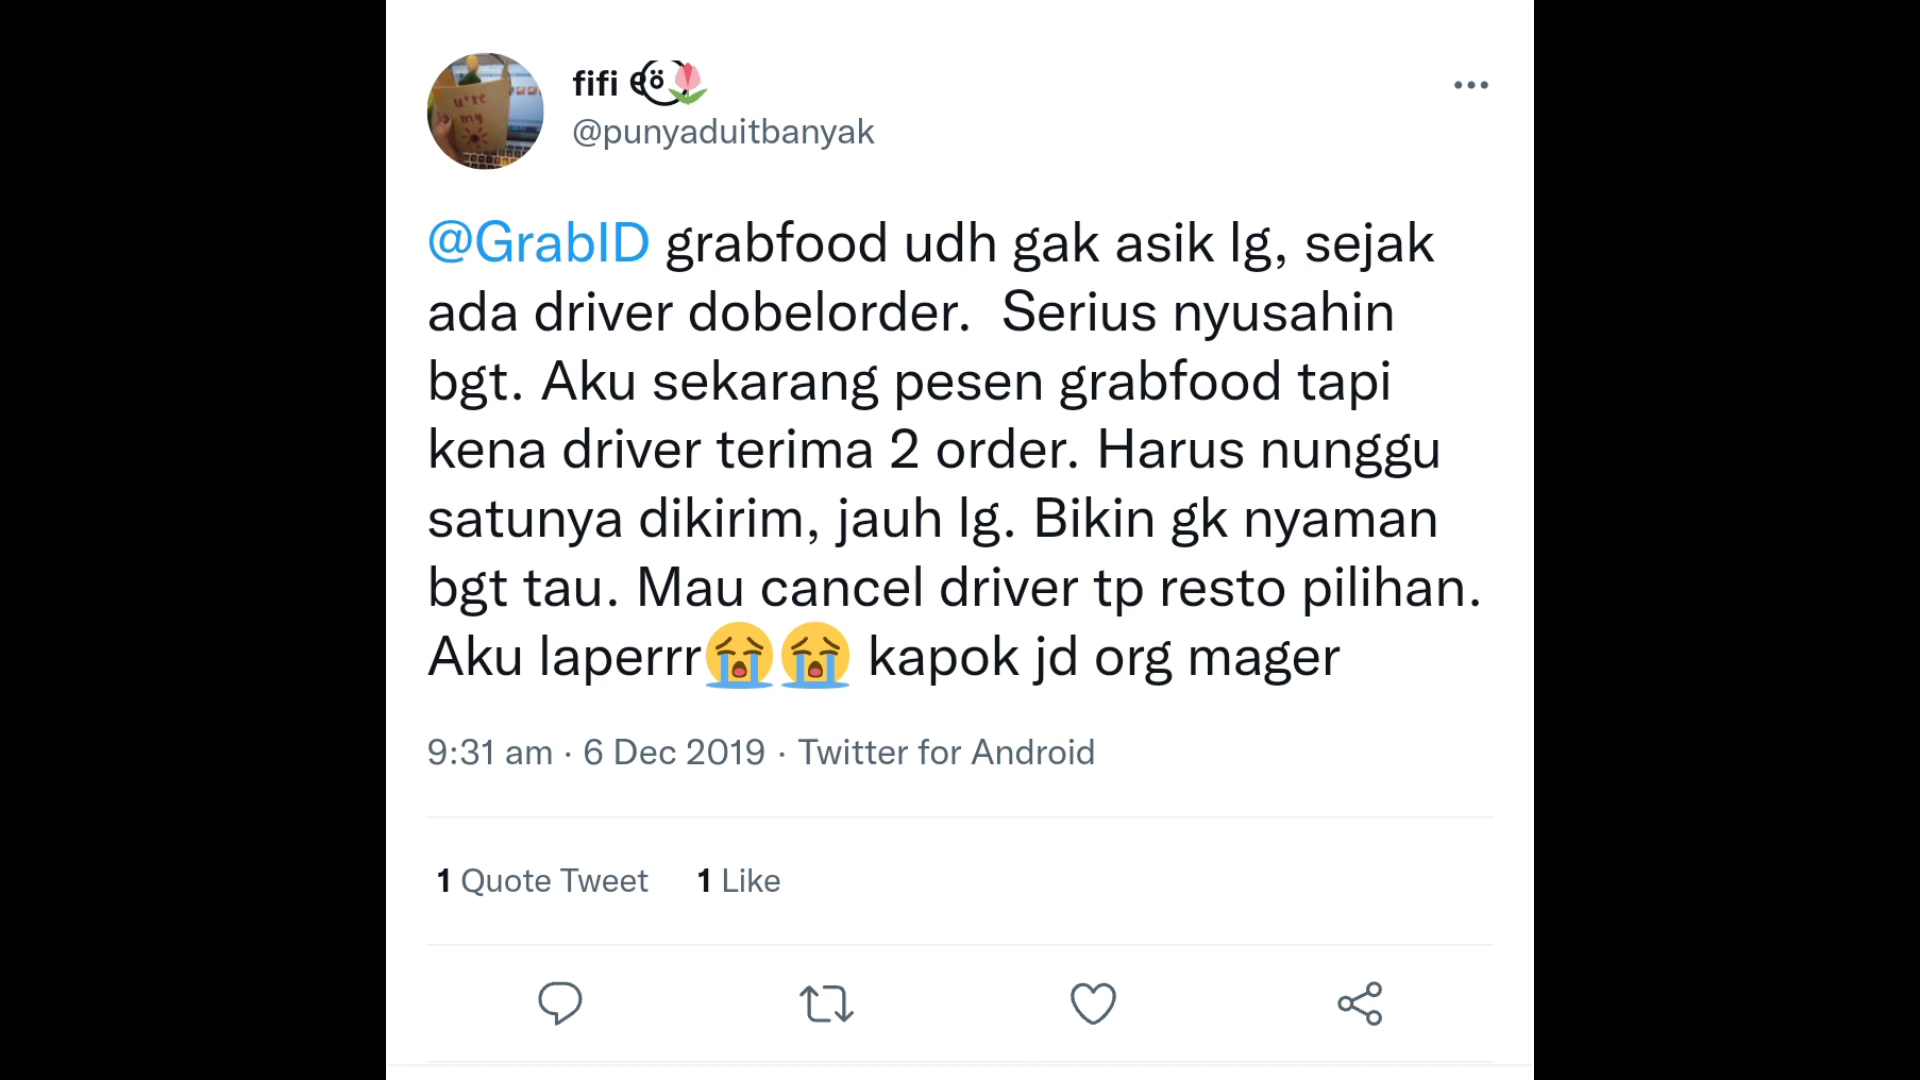 fifi
@punyaduitbanyak
@GrabID grabfood udh gak asik lg, sejak
ada driver dobelorder.  Serius nyusahin
bgt. Aku sekarang pesen grabfood tapi
kena driver terima 2 order. Harus nunggu
satunya dikirim, jauh lg. Bikin gk nyaman
bgt tau. Mau cancel driver tp resto pilihan.
Aku laperrr😭😭 kapok jd org mager
9:31 am · 6 Dec 2019 · Twitter for Android
1 Quote Tweet 1 Like
u're
my